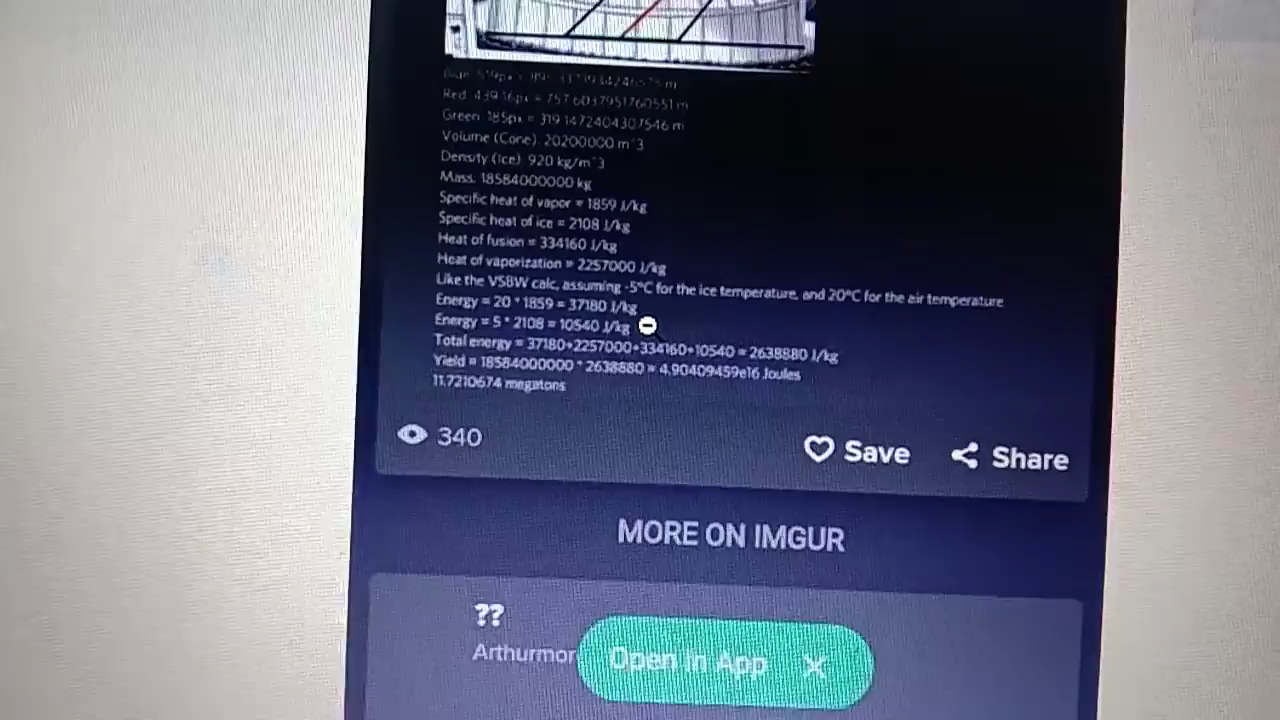 Red: 439.16px = 757.6037951760551 m
Green: 185px = 319.1472404307546 m
Volume (Cone): 20200000 m^3
Density (Ice): 920 kg/m^3
Mass: 18584000000 kg
Specific heat of vapor = 1859 J/kg
Specific heat of ice = 2108 J/kg
Heat of fusion = 334160 J/kg
Heat of vaporization = 2257000 J/kg
Like the VSBW calc, assuming -5°C for the ice temperature, and 20°C for the air temperature
Energy = 20 * 1859 = 37180 J/kg
Energy = 5 * 2108 = 10540 J/kg
Total energy = 37180+2257000+334160+10540 = 2638880 J/kg
Yield = 18584000000 * 2638880 = 4.90409459e16 Joules
11.7210674 megatons
340
Save Share
MORE ON IMGUR
??
Arthurmor
Open in App X